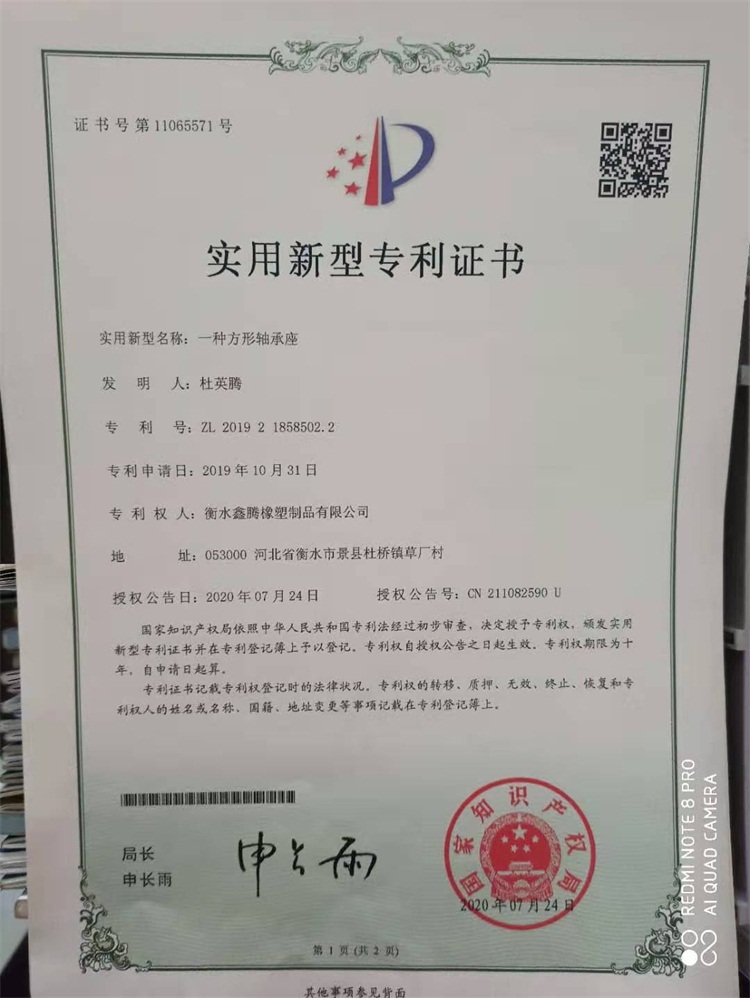 证书号第11065571号
实用新型专利证书
实用新型名称：一种方形轴承座
发明人：杜英腾
专利号：ZL 2019 2 1858502.2
专利申请日：2019年10月31日
专利权人：衡水鑫腾橡塑制品有限公司
地址：053000 河北省衡水市景县杜桥镇草厂村
授权公告日：2020年07月24日 授权公告号：CN 211082590 U
国家知识产权局依照中华人民共和国专利法经过初步审查，决定授予专利权，颁发实用
新型专利证书并在专利登记簿上予以登记。专利权自授权公告之日起生效。专利权期限为十
年，自申请日起算。
专利证书记载专利权登记时的法律状况。专利权的转移、质押、无效、终止、恢复和专
利权人的姓名或名称、国籍、地址变更等事项记载在专利登记簿上。
局长
申长雨
申长雨
国家知识产权局
2020年07月24日
第 1 页 (共 2 页)
其他事项参见背面
REDMI NOTE 8 PRO
AI QUAD CAMERA